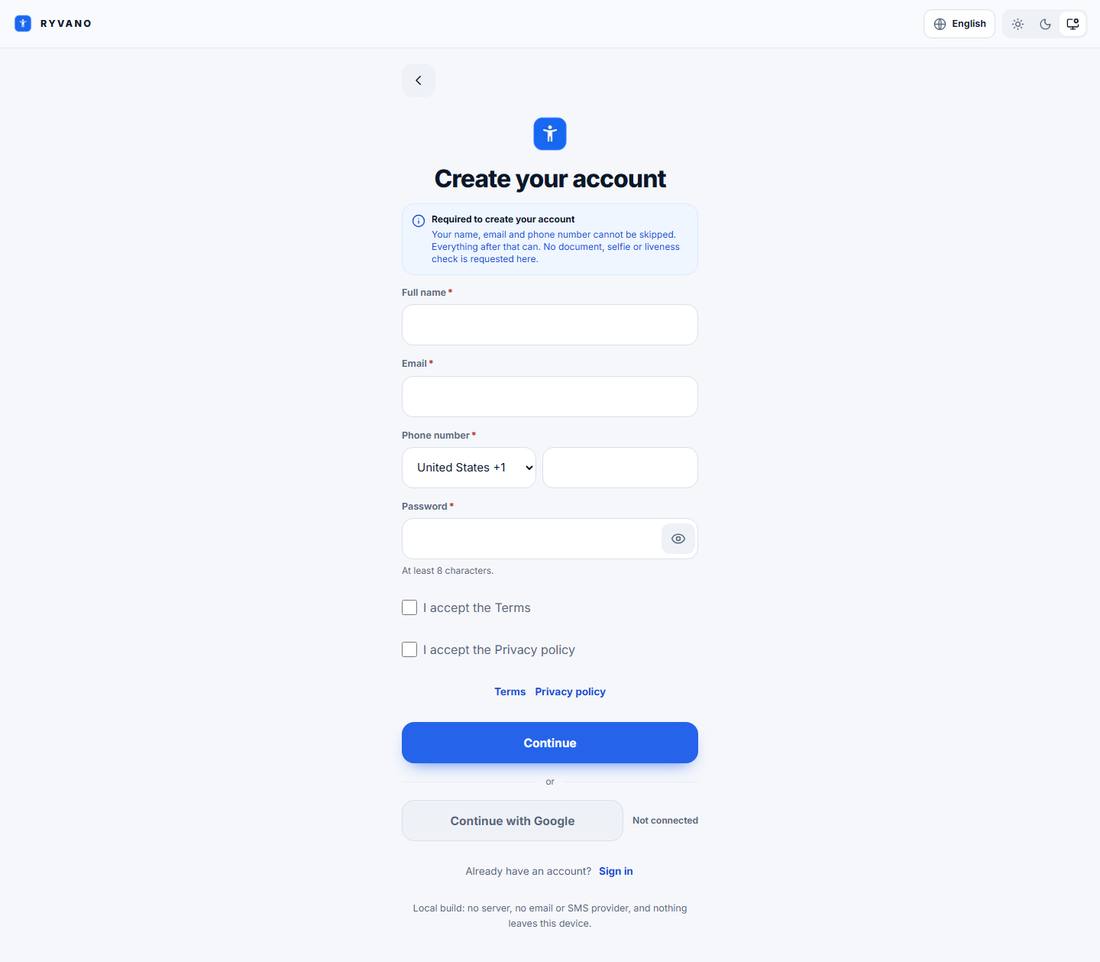 RYVANO
English
Create your account
Required to create your account
Your name, email and phone number cannot be skipped.
Everything after that can. No document, selfie or liveness
check is requested here.
Full name *
Email *
Phone number *
United States +1
Password *
At least 8 characters.
I accept the Terms
I accept the Privacy policy
Terms Privacy policy
Continue
or
Continue with Google
Not connected
Already have an account? Sign in
Local build: no server, no email or SMS provider, and nothing
leaves this device.